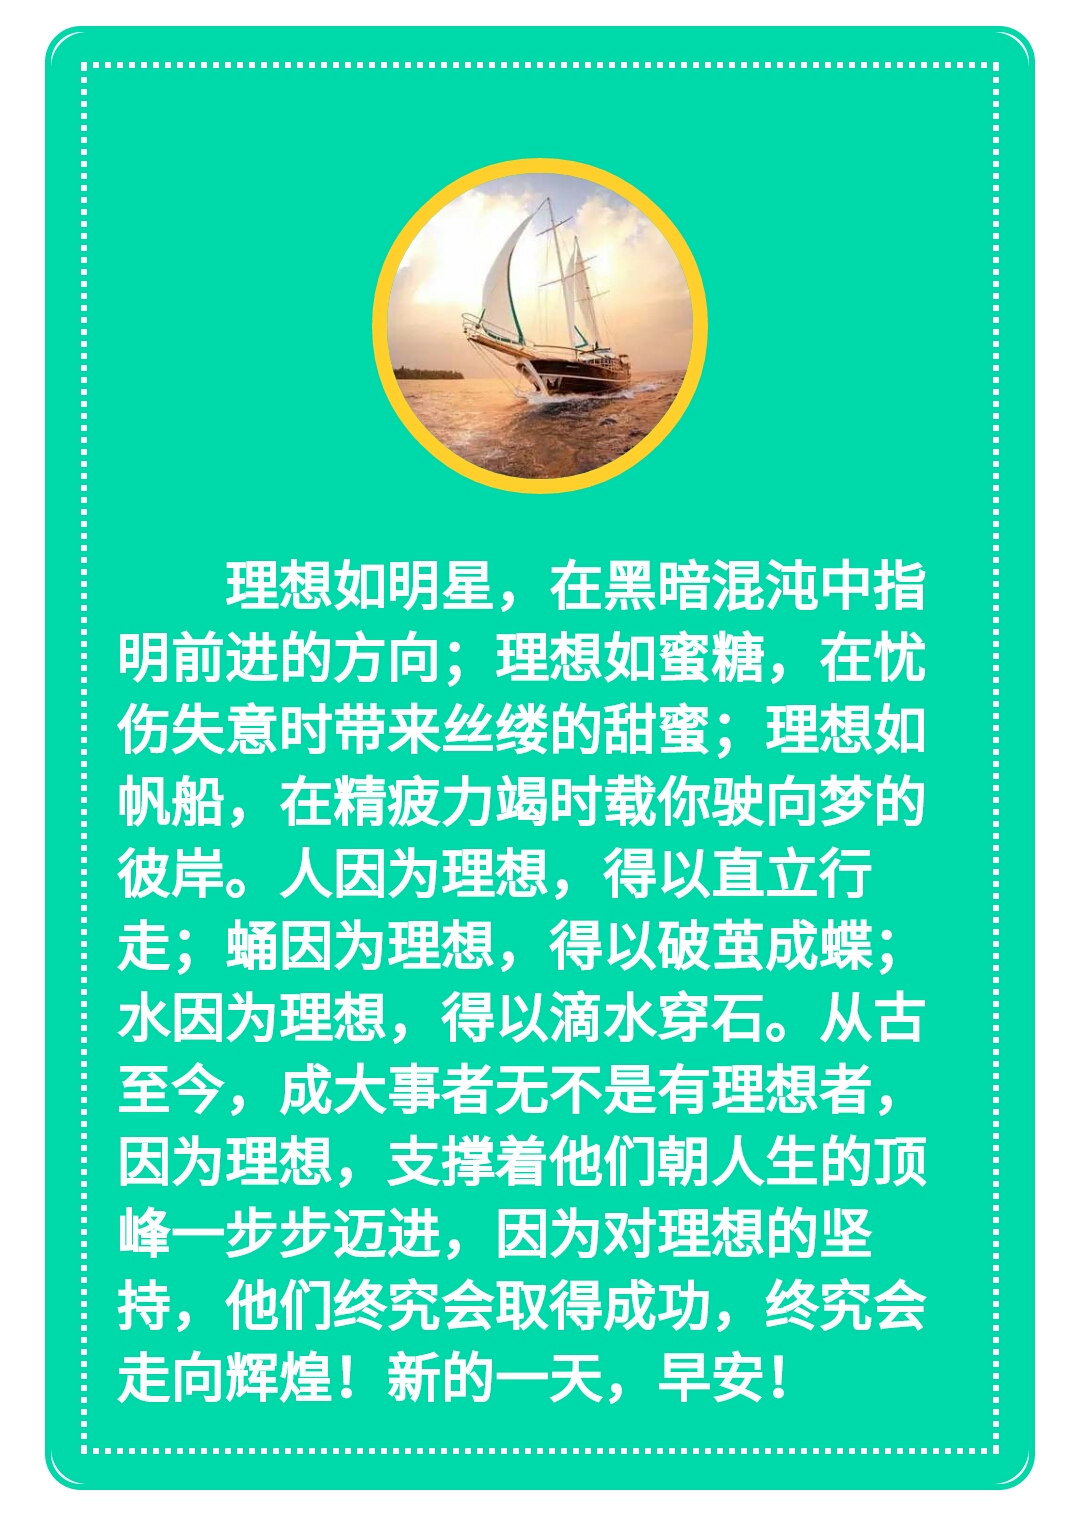 理想如明星，在黑暗混沌中指
明前进的方向；理想如蜜糖，在忧
伤失意时带来丝缕的甜蜜；理想如
帆船，在精疲力竭时载你驶向梦的
彼岸。人因为理想，得以直立行
走；蛹因为理想，得以破茧成蝶；
水因为理想，得以滴水穿石。从古
至今，成大事者无不是有理想者，
因为理想，支撑着他们朝人生的顶
峰一步步迈进，因为对理想的坚
持，他们终究会取得成功，终究会
走向辉煌！新的一天，早安！